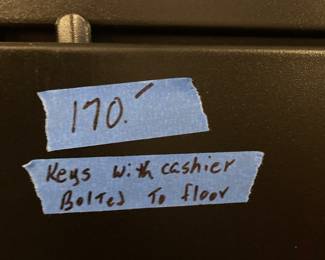 170.-
Keys with cashier
Bolted To floor